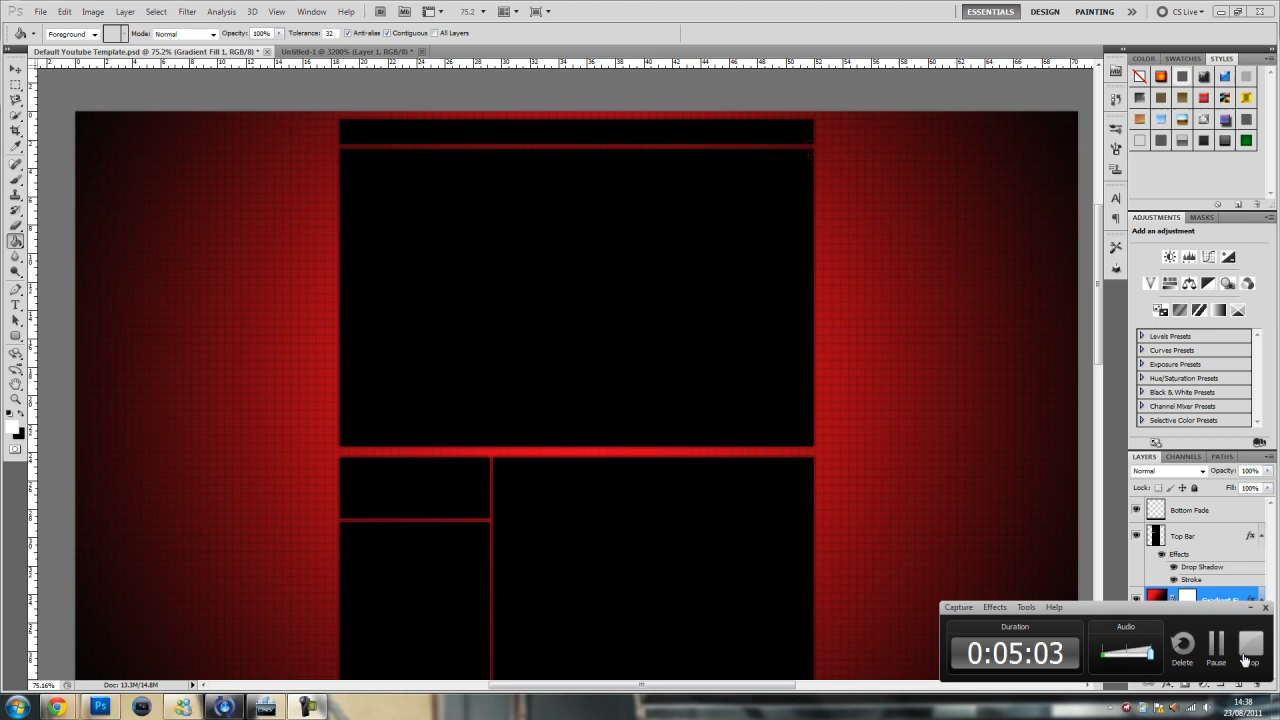 Ps File Edit Image Layer Select Filter Analysis 3D View Window Help Br Mb 75.2 ESSENTIALS DESIGN PAINTING CS Live
Foreground Mode: Normal Opacity: 100% Tolerance: 32 Anti-alias Contiguous All Layers
Default Youtube Template.psd @ 75.2% (Gradient Fill 1, RGB/8) * Untitled-1 @ 3200% (Layer 1, RGB/8) *
COLOR SWATCHES STYLES
ADJUSTMENTS MASKS
Add an adjustment
Levels Presets
Curves Presets
Exposure Presets
Hue/Saturation Presets
Black & White Presets
Channel Mixer Presets
Selective Color Presets
LAYERS CHANNELS PATHS
Normal Opacity: 100%
Lock: Fill: 100%
Bottom Fade
Top Bar fx
Effects
Drop Shadow
Stroke
Capture Effects Tools Help
Duration Audio
0:05:03
Delete Pause
75.16% Doc: 13.3M/14.8M
Ps
14:38
23/08/2011